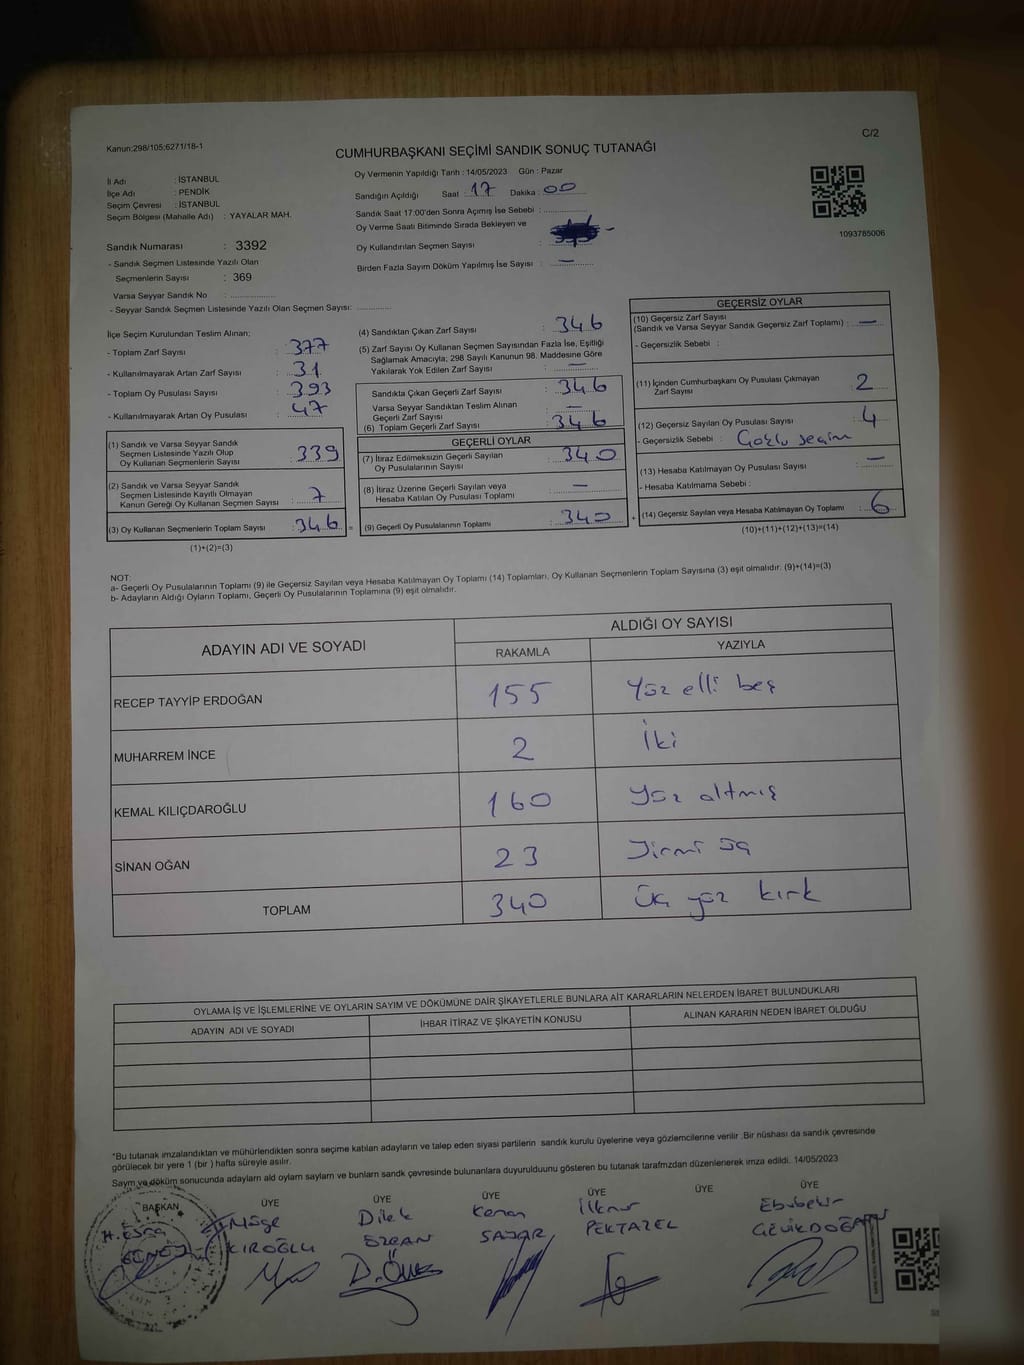 Kanun:298/105;6271/18-1
C/2
CUMHURBAŞKANI SEÇİMİ SANDIK SONUÇ TUTANAĞI
İl Adı : İSTANBUL
İlçe Adı : PENDİK
Seçim Çevresi : İSTANBUL
Seçim Bölgesi (Mahalle Adı) : YAYALAR MAH.
Sandık Numarası : 3392
- Sandık Seçmen Listesinde Yazılı Olan
Seçmenlerin Sayısı : 369
Varsa Seyyar Sandık No :
- Seyyar Sandık Seçmen Listesinde Yazılı Olan Seçmen Sayısı:
Oy Vermenin Yapıldığı Tarih : 14/05/2023 Gün : Pazar
Sandığın Açıldığı Saat : 17 Dakika : 00
Sandık Saat 17:00'den Sonra Açımış İse Sebebi :
Oy Verme Saati Bitiminde Sırada Bekleyen ve
Oy Kullandırılan Seçmen Sayısı :
Birden Fazla Sayım Döküm Yapılmış İse Sayısı : —
1093785006
İlçe Seçim Kurulundan Teslim Alınan;
- Toplam Zarf Sayısı : 377
- Kullanılmayarak Artan Zarf Sayısı : 31
- Toplam Oy Pusulası Sayısı : 393
- Kullanılmayarak Artan Oy Pusulası : 47
(1) Sandık ve Varsa Seyyar Sandık
Seçmen Listesinde Yazılı Olup
Oy Kullanan Seçmenlerin Sayısı : 339
(2) Sandık ve Varsa Seyyar Sandık
Seçmen Listesinde Kayıtlı Olmayan
Kanun Gereği Oy Kullanan Seçmen Sayısı : 7
(3) Oy Kullanan Seçmenlerin Toplam Sayısı : 346 =
(1)+(2)=(3)
(4) Sandıktan Çıkan Zarf Sayısı : 346
(5) Zarf Sayısı Oy Kullanan Seçmen Sayısından Fazla İse, Eşitliği
Sağlamak Amacıyla; 298 Sayılı Kanunun 98. Maddesine Göre
Yakılarak Yok Edilen Zarf Sayısı : —
Sandıkta Çıkan Geçerli Zarf Sayısı : 346
Varsa Seyyar Sandıktan Teslim Alınan
Geçerli Zarf Sayısı : —
(6) Toplam Geçerli Zarf Sayısı : 346
GEÇERLİ OYLAR
(7) İtiraz Edilmeksizin Geçerli Sayılan
Oy Pusulalarının Sayısı : 340
(8) İtiraz Üzerine Geçerli Sayılan veya
Hesaba Katılan Oy Pusulası Toplamı : —
(9) Geçerli Oy Pusulalarının Toplamı : 340 +
GEÇERSİZ OYLAR
(10) Geçersiz Zarf Sayısı
(Sandık ve Varsa Seyyar Sandık Geçersiz Zarf Toplamı) : —
- Geçersizlik Sebebi :
(11) İçinden Cumhurbaşkanı Oy Pusulası Çıkmayan
Zarf Sayısı : 2
(12) Geçersiz Sayılan Oy Pusulası Sayısı : 4
- Geçersizlik Sebebi : Çoklu seçim
(13) Hesaba Katılmayan Oy Pusulası Sayısı : —
- Hesaba Katılmama Sebebi :
(14) Geçersiz Sayılan veya Hesaba Katılmayan Oy Toplamı : 6
(10)+(11)+(12)+(13)=(14)
NOT:
a- Geçerli Oy Pusulalarının Toplamı (9) ile Geçersiz Sayılan veya Hesaba Katılmayan Oy Toplamı (14) Toplamları, Oy Kullanan Seçmenlerin Toplam Sayısına (3) eşit olmalıdır. (9)+(14)=(3)
b- Adayların Aldığı Oyların Toplamı, Geçerli Oy Pusulalarının Toplamına (9) eşit olmalıdır.
ADAYIN ADI VE SOYADI
ALDIĞI OY SAYISI
RAKAMLA YAZIYLA
RECEP TAYYİP ERDOĞAN 155 Yüz elli beş
MUHARREM İNCE 2 İki
KEMAL KILIÇDAROĞLU 160 Yüz altmış
SİNAN OĞAN 23 Yirmi üç
TOPLAM 340 Üç yüz kırk
OYLAMA İŞ VE İŞLEMLERİNE VE OYLARIN SAYIM VE DÖKÜMÜNE DAİR ŞİKAYETLERLE BUNLARA AİT KARARLARIN NELERDEN İBARET BULUNDUKLARI
ADAYIN ADI VE SOYADI İHBAR İTİRAZ VE ŞİKAYETİN KONUSU ALINAN KARARIN NEDEN İBARET OLDUĞU
*Bu tutanak imzalandıktan ve mühürlendikten sonra seçime katılan adayların ve talep eden siyasi partilerin sandık kurulu üyelerine veya gözlemcilerine verilir .Bir nüshası da sandık çevresinde
görülecek bir yere 1 (bir ) hafta süreyle asılır.
Saym ve döküm sonucunda adaylarn ald oylarn saylarn ve bunlarn sandk çevresinde bulunanlara duyurulduunu gösteren bu tutanak tarafmzdan düzenlenerek imza edildi. 14/05/2023
BAŞKAN ÜYE ÜYE ÜYE ÜYE ÜYE ÜYE
H. Esra Müge Dilek Kenan İlknur Ebubekir
KIROĞLU ÖZCAN SAÇAR PEKTAZEL GEVİKDOĞAN